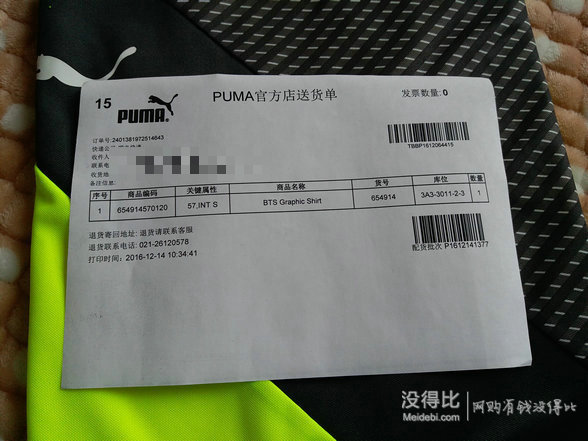 15
PUMA
PUMA官方店送货单
发票数量: 0
订单号: 2401381972514643
快递公
收件人
联系电
收货地
备注信息:
TBBP1612064415
序号 商品编码 关键属性 商品名称 货号 库位 数量
1 654914570120 57,INT S BTS Graphic Shirt 654914 3A3-3011-2-3 1
退货寄回地址: 退货请联系客服
退货联系电话: 021-26120578
打印时间: 2016-12-14 10:34:41
配货批次 P1612141377
没得比
Meidebi.com
网购有钱没得比